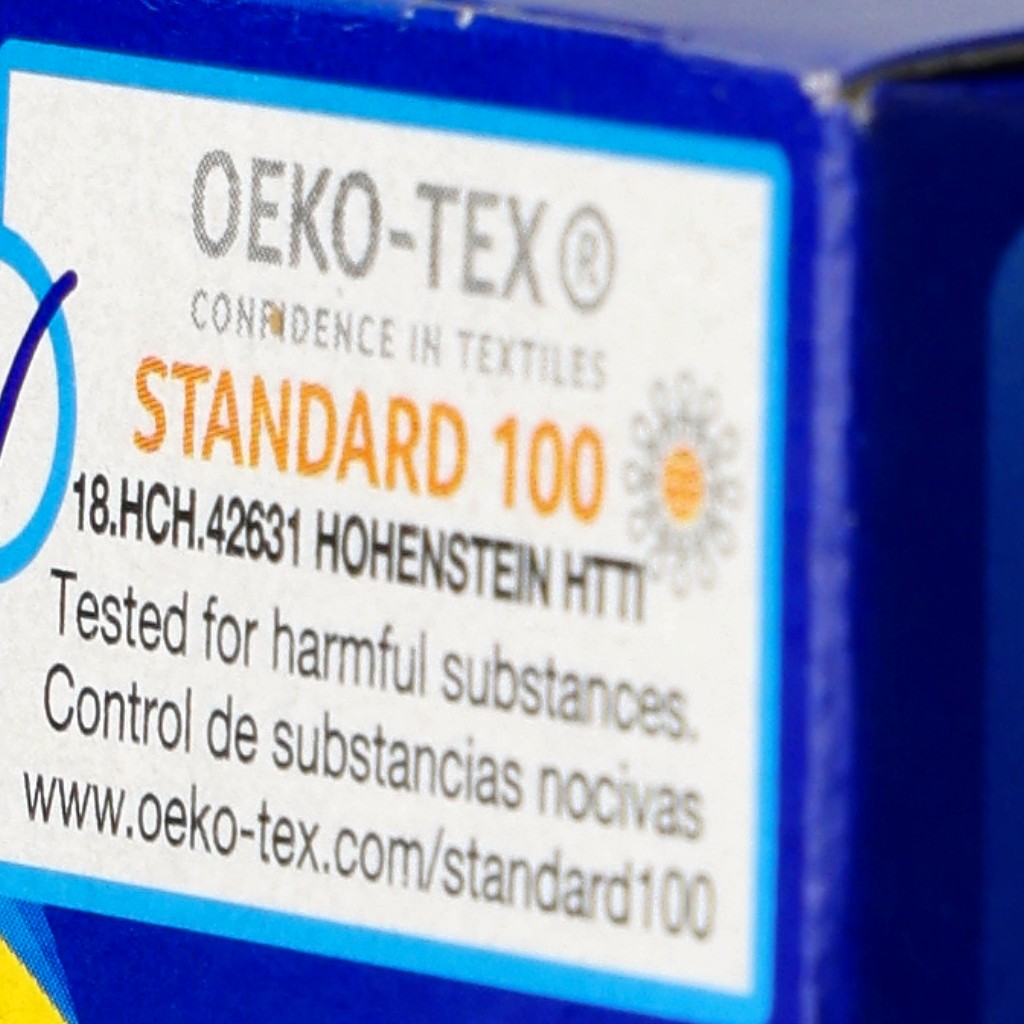 OEKO-TEX®
CONFIDENCE IN TEXTILES
STANDARD 100
18.HCH.42631 HOHENSTEIN HTTI
Tested for harmful substances.
Control de substancias nocivas
www.oeko-tex.com/standard100